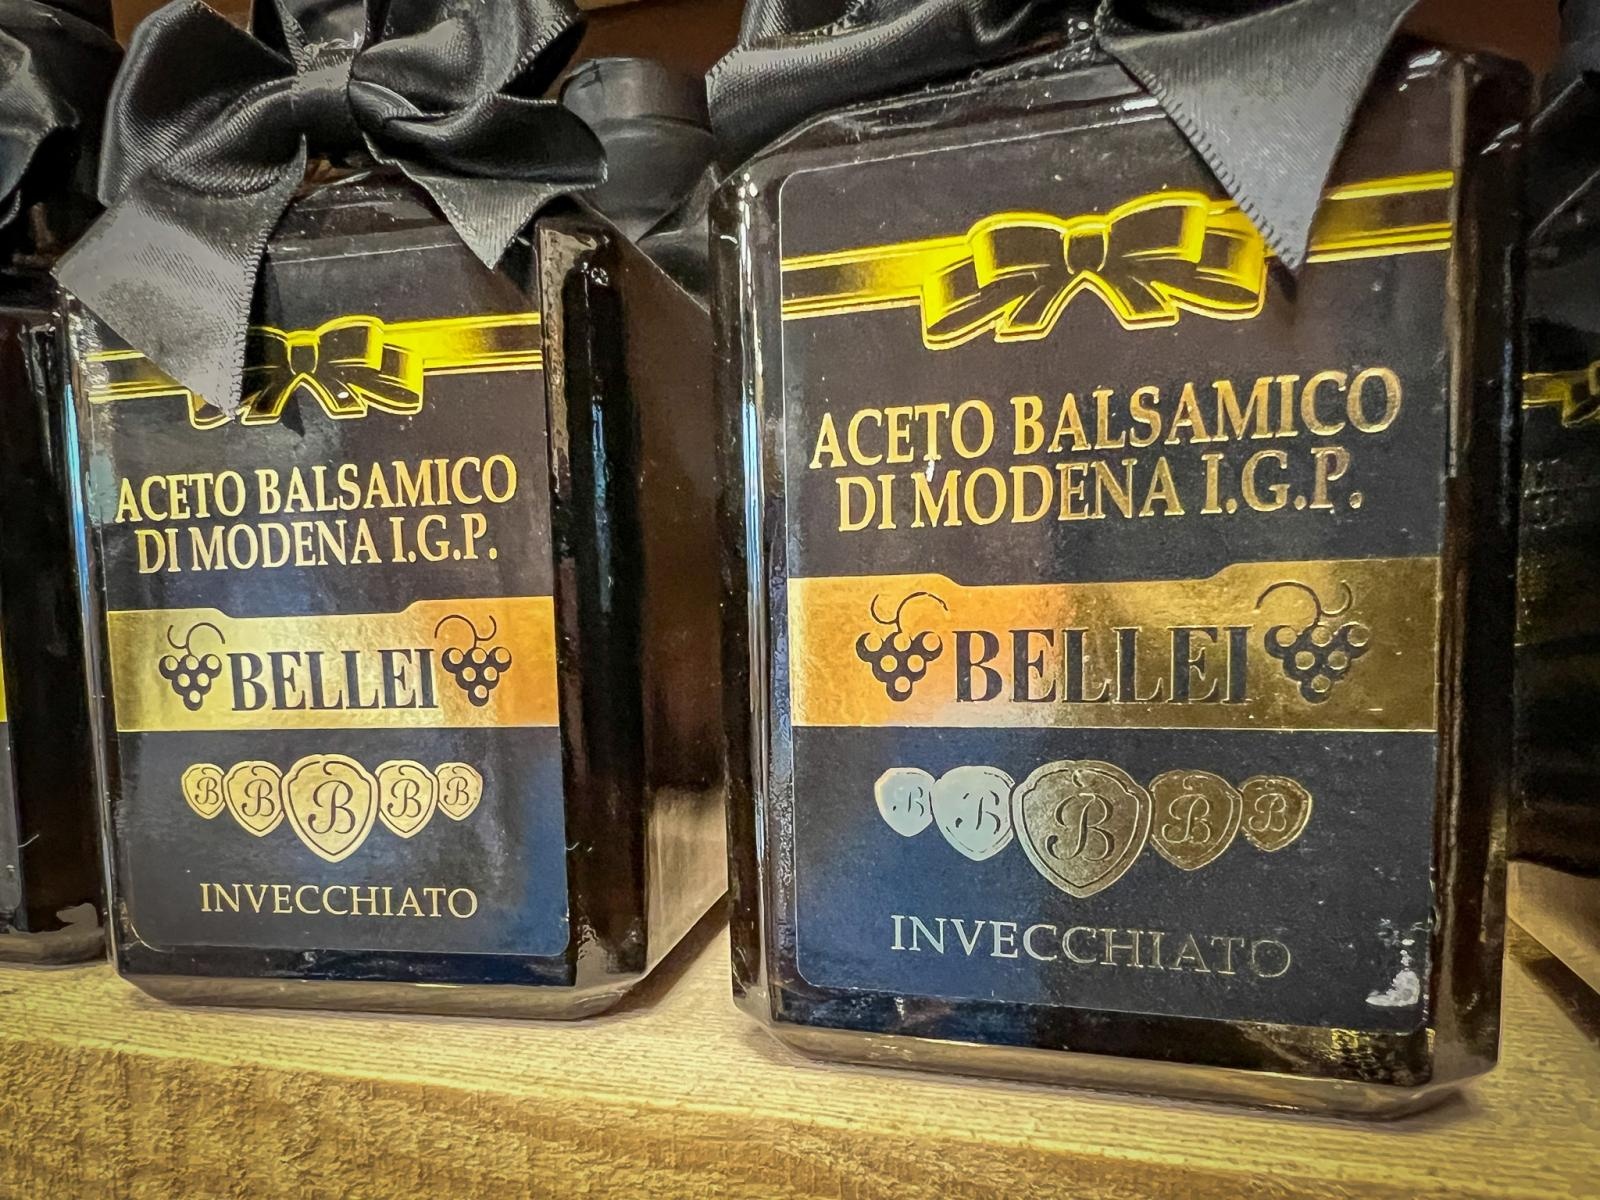 ACETO BALSAMICO
DI MODENA I.G.P.
BELLEI
B B B B B
INVECCHIATO
ACETO BALSAMICO
DI MODENA I.G.P.
BELLEI
B B B B B
INVECCHIATO